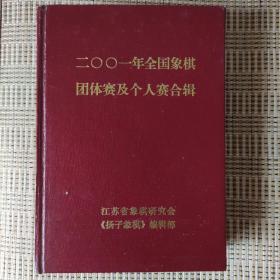 二〇〇一年全国象棋
团体赛及个人赛合辑
江苏省象棋研究会
《扬子象棋》编辑部